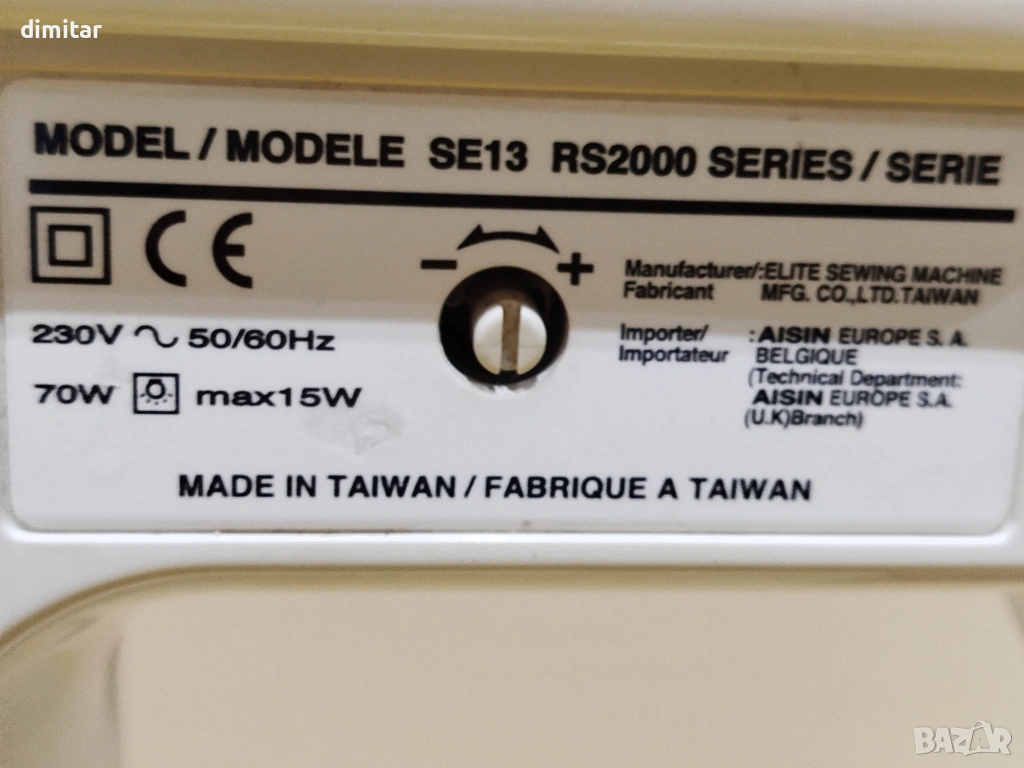 dimitar
MODEL / MODELE SE13 RS2000 SERIES / SERIE
CE
- +
230V ~ 50/60Hz
70W max15W
Manufacturer/:ELITE SEWING MACHINE
Fabricant MFG. CO.,LTD.TAIWAN
Importer/ :AISIN EUROPE S.A.
Importateur BELGIQUE
(Technical Department:
AISIN EUROPE S.A.
(U.K)Branch)
MADE IN TAIWAN / FABRIQUE A TAIWAN
BAZAR